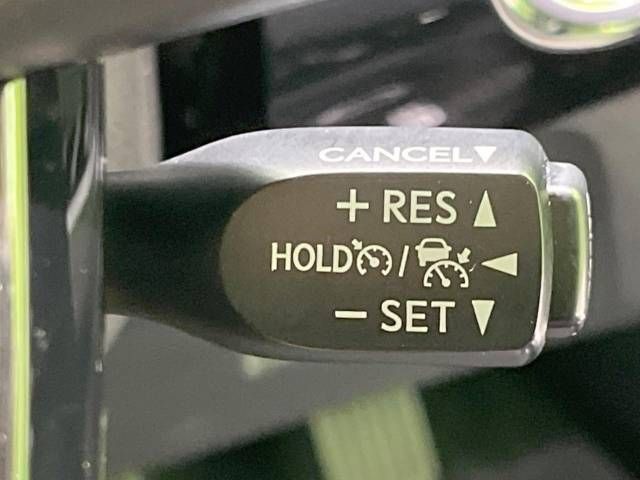 CANCEL▼
+ RES ▲
HOLD / ◀
− SET ▼